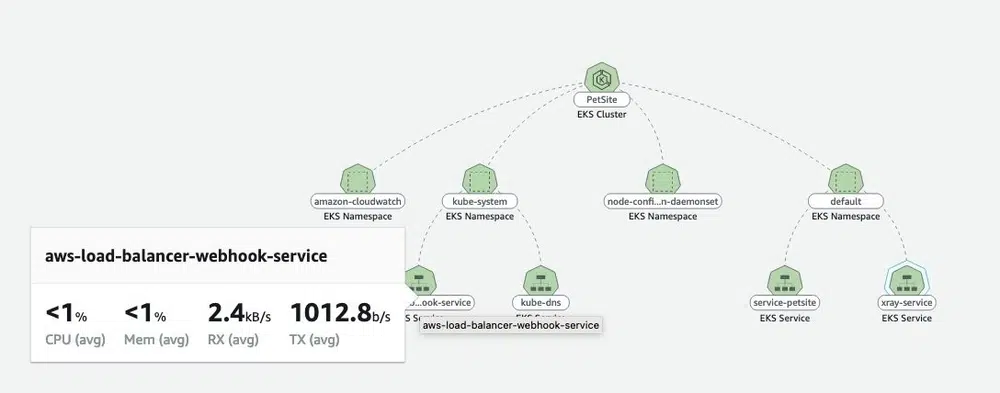 PetSite
EKS Cluster
amazon-cloudwatch
EKS Namespace
kube-system
EKS Namespace
node-confi...n-daemonset
EKS Namespace
default
EKS Namespace
aws-load-balancer-webhook-service
<1% <1% 2.4kB/s 1012.8b/s
CPU (avg) Mem (avg) RX (avg) TX (avg)
b...ook-service
kube-dns
EKS Service
aws-load-balancer-webhook-service
service-petsite
EKS Service
xray-service
EKS Service